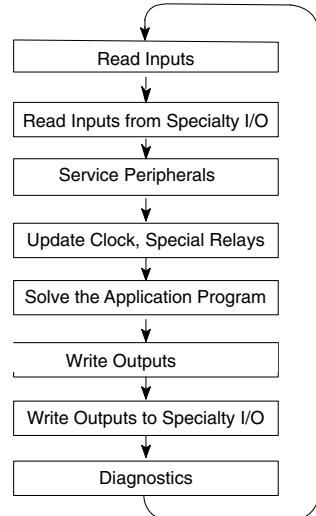 Read Inputs
Read Inputs from Specialty I/O
Service Peripherals
Update Clock, Special Relays
Solve the Application Program
Write Outputs
Write Outputs to Specialty I/O
Diagnostics